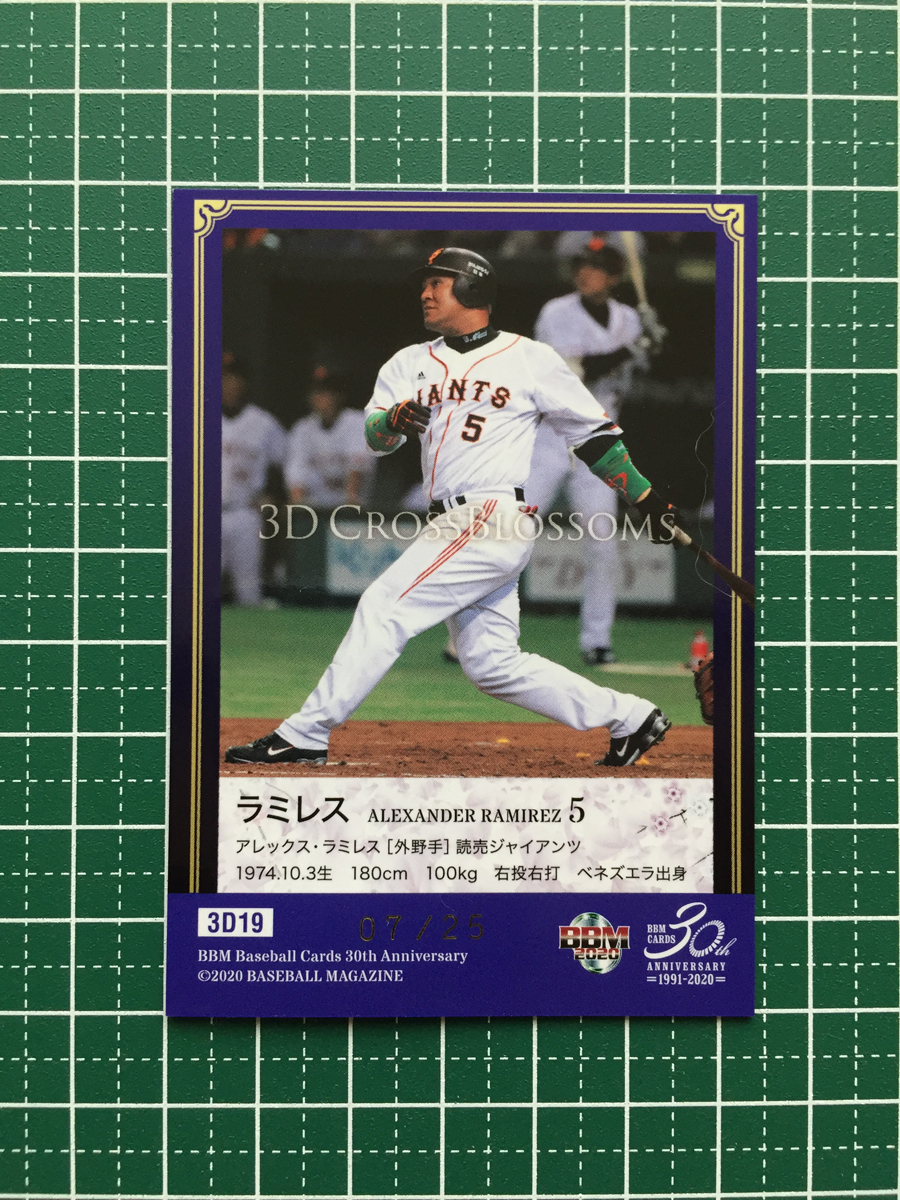 GIANTS
5
3D CROSSBLOSSOMS
ラミレス ALEXANDER RAMIREZ 5
アレックス・ラミレス [外野手] 読売ジャイアンツ
1974.10.3生 180cm 100kg 右投右打 ベネズエラ出身
3D19
07/25
BBM Baseball Cards 30th Anniversary
©2020 BASEBALL MAGAZINE
BBM
2020
BBM
CARDS
30th
ANNIVERSARY
1991-2020